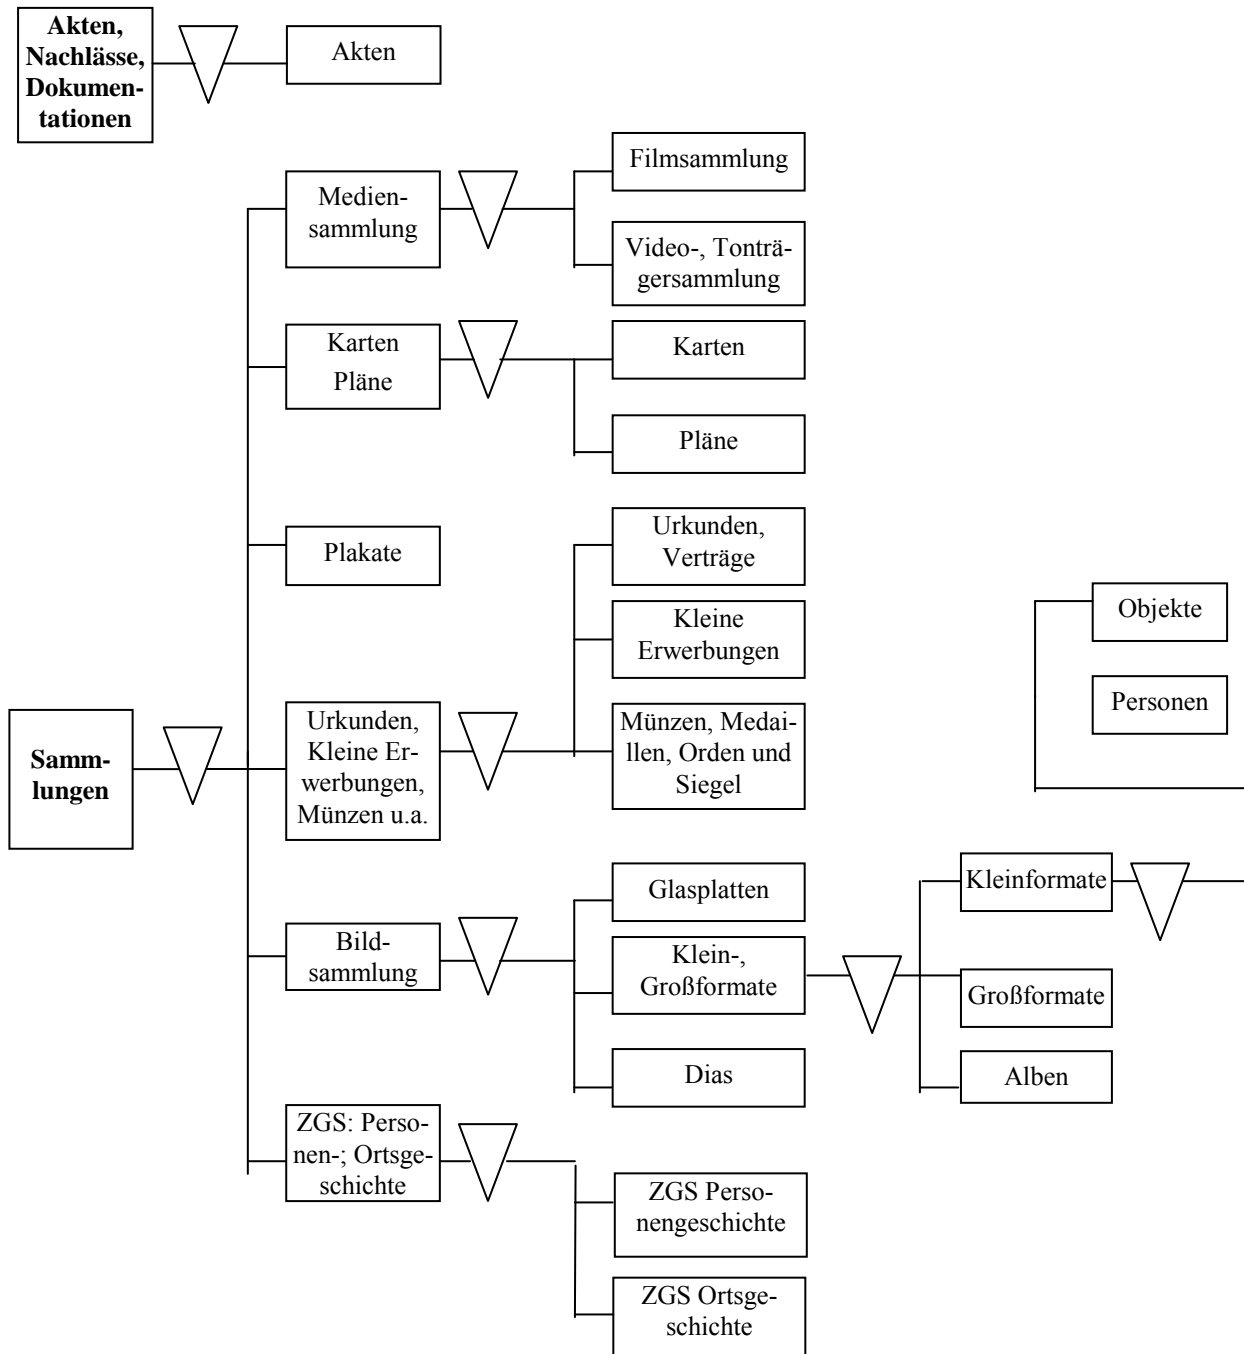 Akten,
Nachlässe,
Dokumen-
tationen
Akten
Medien-
sammlung
Filmsammlung
Video-, Tonträ-
gersammlung
Karten
Pläne
Karten
Pläne
Plakate
Urkunden,
Verträge
Kleine
Erwerbungen
Münzen, Medai-
llen, Orden und
Siegel
Objekte
Personen
Samm-
lungen
Urkunden,
Kleine Er-
werbungen,
Münzen u.a.
Bild-
sammlung
Glasplatten
Klein-,
Großformate
Dias
Kleinformate
Großformate
Alben
ZGS: Perso-
nen-; Ortsge-
schichte
ZGS Perso-
nengeschichte
ZGS Ortsge-
schichte